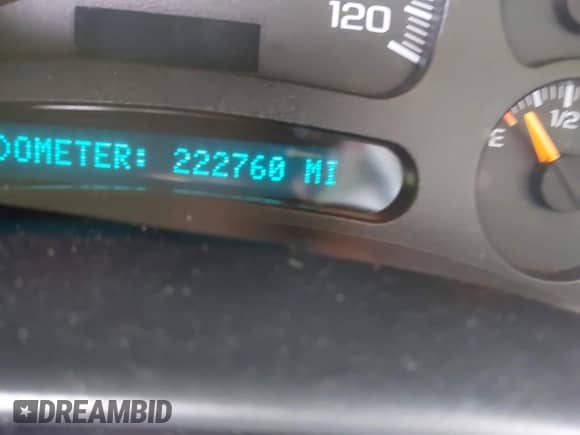 120
DOMETER: 222760 MI
E 1/2
DREAMBID